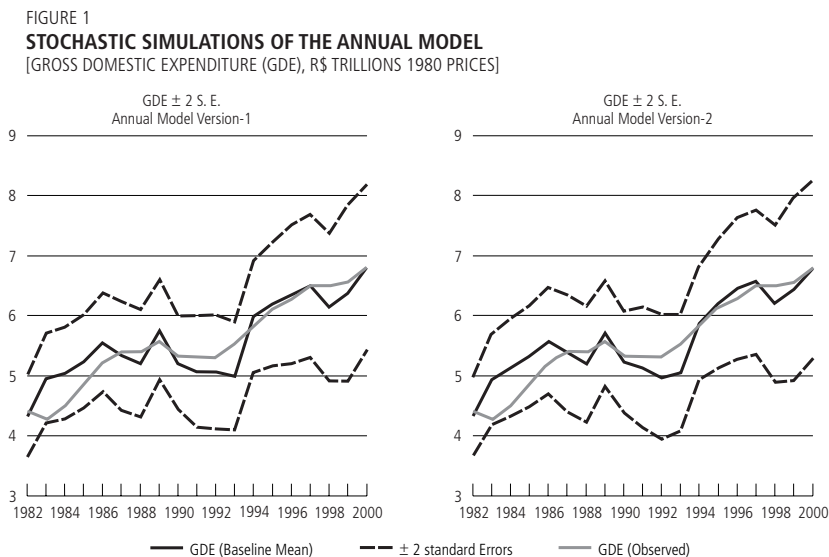 FIGURE 1
STOCHASTIC SIMULATIONS OF THE ANNUAL MODEL
[GROSS DOMESTIC EXPENDITURE (GDE), R$ TRILLIONS 1980 PRICES]
GDE ± 2 S. E.
Annual Model Version-1
9
8
7
6
5
4
3
1982 1984 1986 1988 1990 1992 1994 1996 1998 2000
GDE ± 2 S. E.
Annual Model Version-2
9
8
7
6
5
4
3
1982 1984 1986 1988 1990 1992 1994 1996 1998 2000
GDE (Baseline Mean) ± 2 standard Errors GDE (Observed)